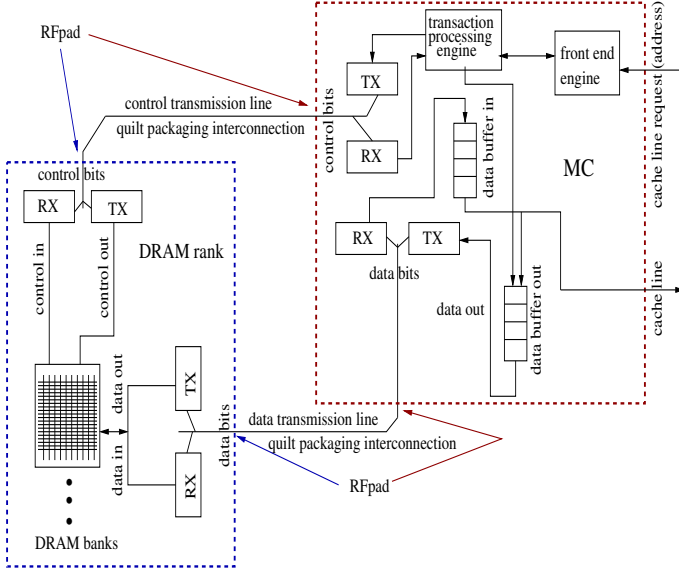 RFpad
transaction
processing
engine
front end
engine
cache line request (address)
TX
control bits
control transmission line
quilt packaging interconnection
RX
data buffer in
MC
control bits
RX
TX
DRAM rank
control in
control out
RX
TX
data bits
data out
data buffer out
cache line
data out
TX
data bits
data transmission line
quilt packaging interconnection
data in
RX
RFpad
DRAM banks